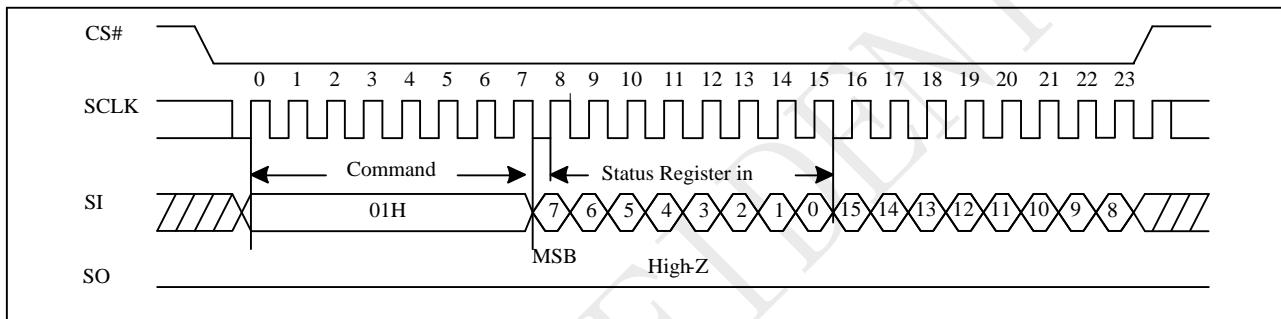 CS#
0 1 2 3 4 5 6 7 8 9 10 11 12 13 14 15 16 17 18 19 20 21 22 23
SCLK
Command Status Register in
SI 01H 7 6 5 4 3 2 1 0 15 14 13 12 11 10 9 8
MSB High-Z
SO